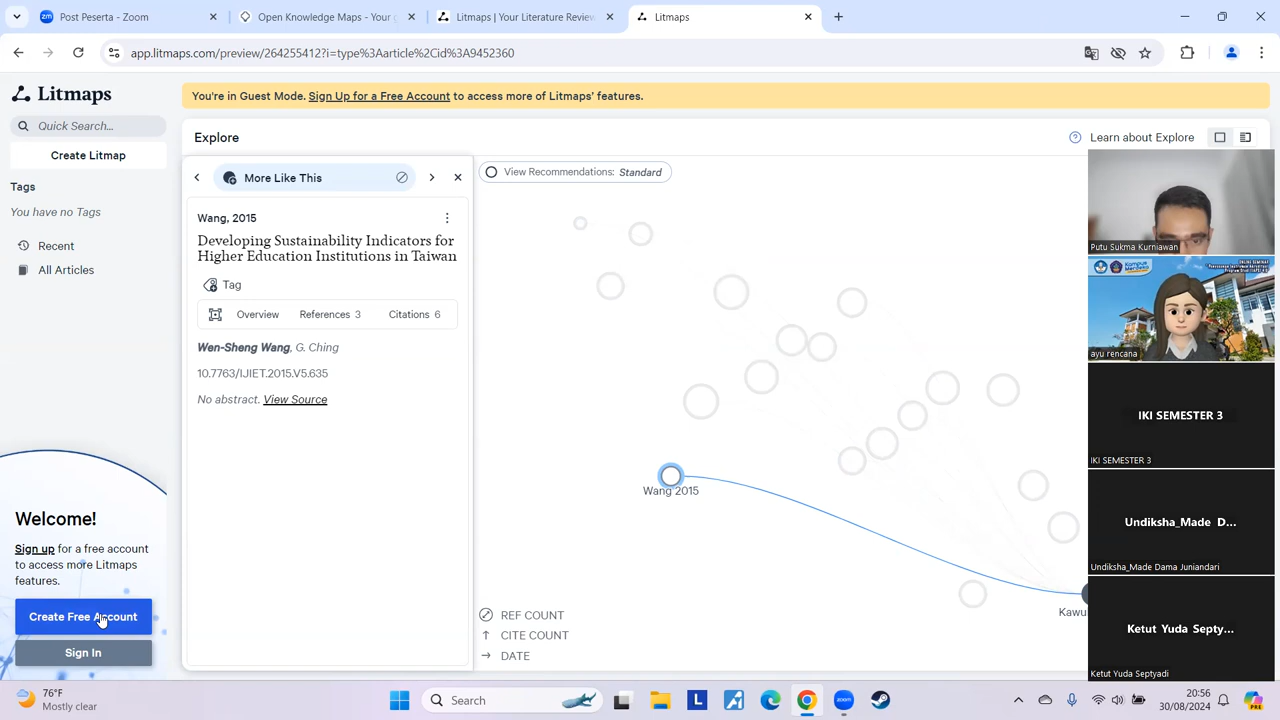 Post Peserta - Zoom
Open Knowledge Maps - Your g
Litmaps | Your Literature Review
Litmaps
app.litmaps.com/preview/264255412?i=type%3Aarticle%2Cid%3A9452360
Litmaps
Quick Search...
Create Litmap
Tags
You have no Tags
Recent
All Articles
Welcome!
Sign up for a free account
to access more Litmaps
features.
Create Free Account
Sign In
You're in Guest Mode. Sign Up for a Free Account to access more of Litmaps' features.
Explore
Learn about Explore
More Like This
Wang, 2015
Developing Sustainability Indicators for
Higher Education Institutions in Taiwan
Tag
Overview
References 3
Citations 6
Wen-Sheng Wang, G. Ching
10.7763/IJIET.2015.V5.635
No abstract. View Source
View Recommendations: Standard
Wang 2015
Kawu
REF COUNT
CITE COUNT
DATE
Putu Sukma Kurniawan
ayu rencana
IKI SEMESTER 3
IKI SEMESTER 3
Undiksha_Made D...
Undiksha_Made Dama Juniandari
Ketut Yuda Septy...
Ketut Yuda Septyadi
76°F
Mostly clear
Search
zoom
20:56
30/08/2024
PRE